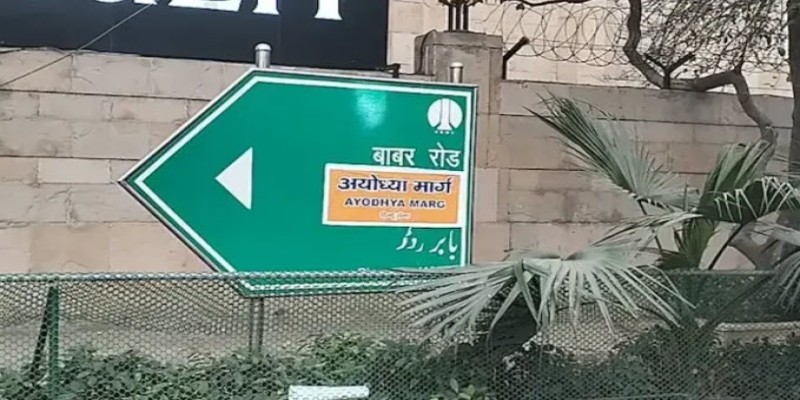 बाबर रोड
अयोध्या मार्ग
AYODHYA MARG
بابر روڈ